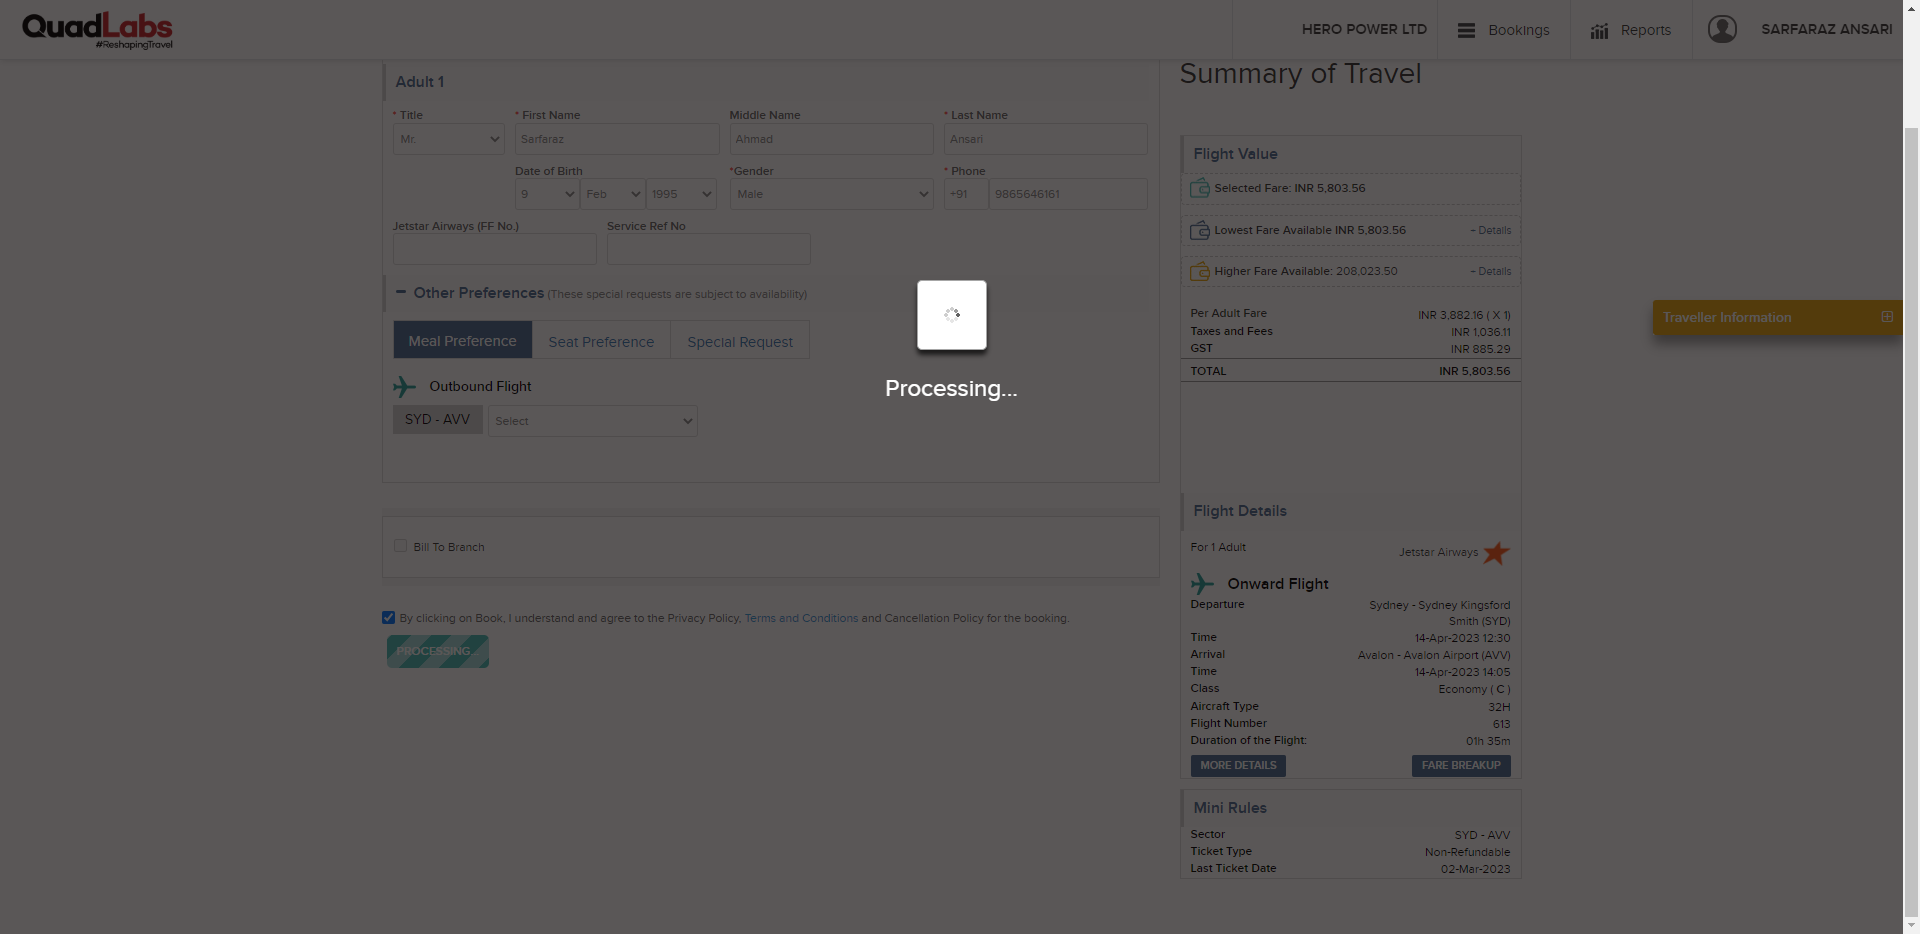 QuadLabs
#ReshapingTravel
HERO POWER LTD
Bookings
Reports
SARFARAZ ANSARI
Adult 1
* Title
* First Name
Middle Name
* Last Name
Mr.
Sarfaraz
Ahmad
Ansari
Date of Birth
*Gender
* Phone
9
Feb
1995
Male
+91
9865646161
Jetstar Airways (FF No.)
Service Ref No
− Other Preferences (These special requests are subject to availability)
Meal Preference
Seat Preference
Special Request
Outbound Flight
SYD - AVV
Select
Bill To Branch
By clicking on Book, I understand and agree to the Privacy Policy, Terms and Conditions and Cancellation Policy for the booking.
PROCESSING...
Processing...
Summary of Travel
Flight Value
Selected Fare: INR 5,803.56
Lowest Fare Available INR 5,803.56 - Details
Higher Fare Available: 208,023.50 - Details
Per Adult Fare INR 3,882.16 ( X 1)
Taxes and Fees INR 1,036.11
GST INR 885.29
TOTAL INR 5,803.56
Flight Details
For 1 Adult Jetstar Airways
Onward Flight
Departure Sydney - Sydney Kingsford
Smith (SYD)
Time 14-Apr-2023 12:30
Arrival Avalon - Avalon Airport (AVV)
Time 14-Apr-2023 14:05
Class Economy ( C )
Aircraft Type 32H
Flight Number 613
Duration of the Flight: 01h 35m
MORE DETAILS
FARE BREAKUP
Mini Rules
Sector SYD - AVV
Ticket Type Non-Refundable
Last Ticket Date 02-Mar-2023
Traveller Information